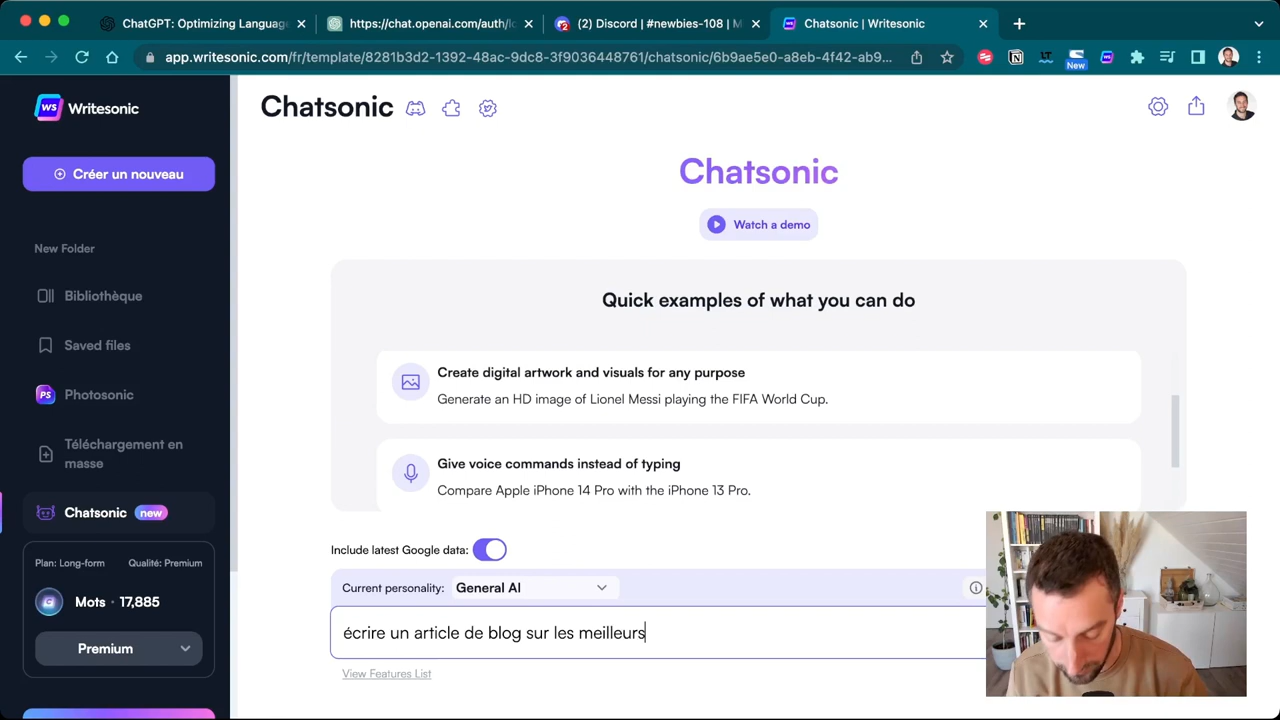 ChatGPT: Optimizing Language
https://chat.openai.com/auth/lo
(2) Discord | #newbies-108 | M
Chatsonic | Writesonic
app.writesonic.com/fr/template/8281b3d2-1392-48ac-9dc8-3f9036448761/chatsonic/6b9ae5e0-a8eb-4f42-ab9...
New
WS Writesonic
Créer un nouveau
New Folder
Bibliothèque
Saved files
PS Photosonic
Téléchargement en
masse
Chatsonic new
Plan: Long-form Qualité: Premium
Mots · 17,885
Premium
Chatsonic
Chatsonic
Watch a demo
Quick examples of what you can do
Create digital artwork and visuals for any purpose
Generate an HD image of Lionel Messi playing the FIFA World Cup.
Give voice commands instead of typing
Compare Apple iPhone 14 Pro with the iPhone 13 Pro.
Include latest Google data:
Current personality: General AI
écrire un article de blog sur les meilleurs
View Features List